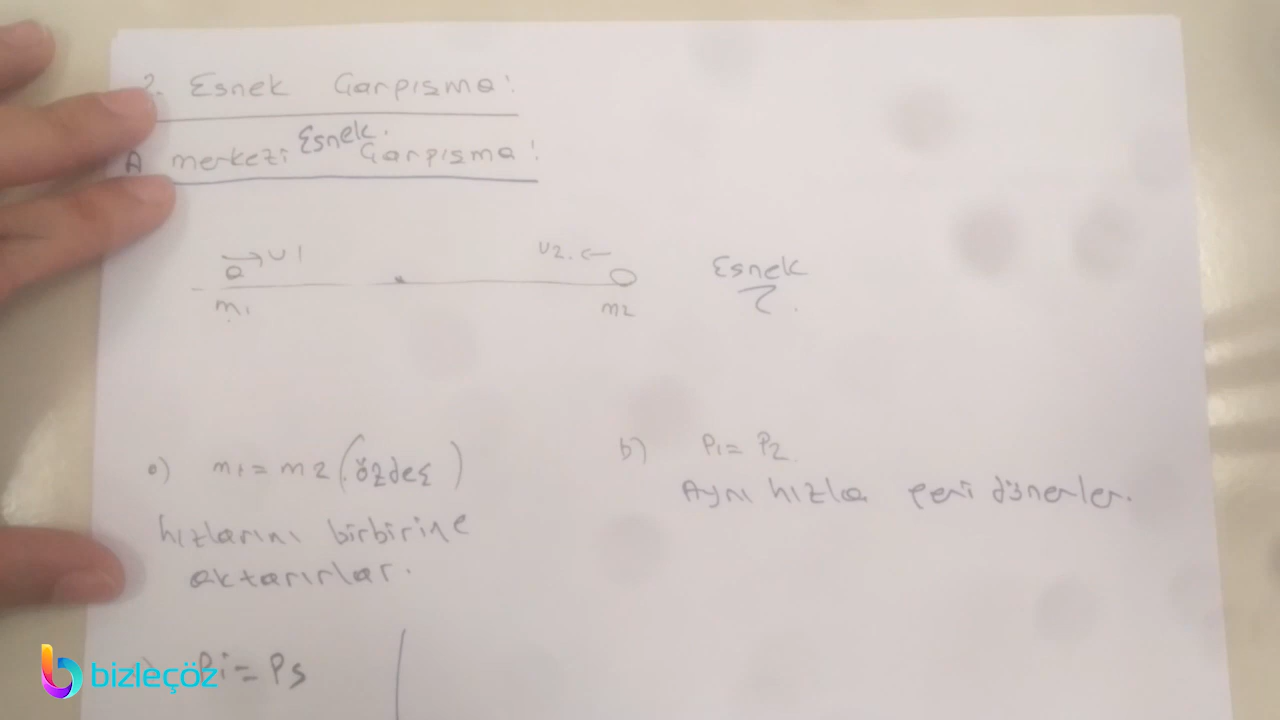 2. Esnek Çarpışma!
A merkezi Esnek. Çarpışma!
v1
v2.
m1
m2
Esnek
a) m1 = m2 (özdeş)
hızlarını birbirine
aktarırlar.
b) P1 = P2.
Aynı hızla geri dönerler.
Pi = Ps
bizleçöz